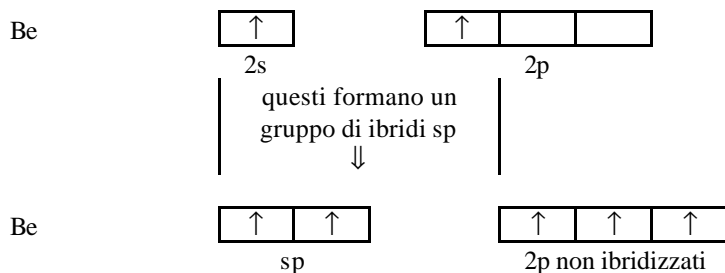 Be ↑ ↑
2s 2p
questi formano un
gruppo di ibridi sp
⇓
Be ↑ ↑ ↑ ↑ ↑
sp 2p non ibridizzati